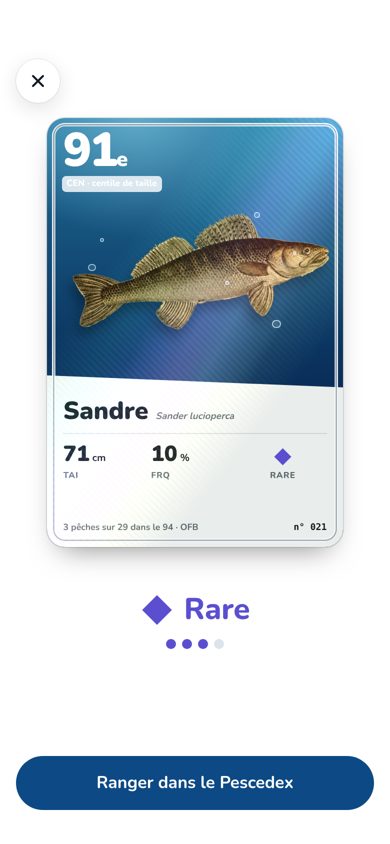 91e
CEN · centile de taille
Sandre Sander lucioperca
71 cm 10 %
TAI FRQ RARE
3 pêches sur 29 dans le 94 · OFB n° 021
Rare
Ranger dans le Pescedex